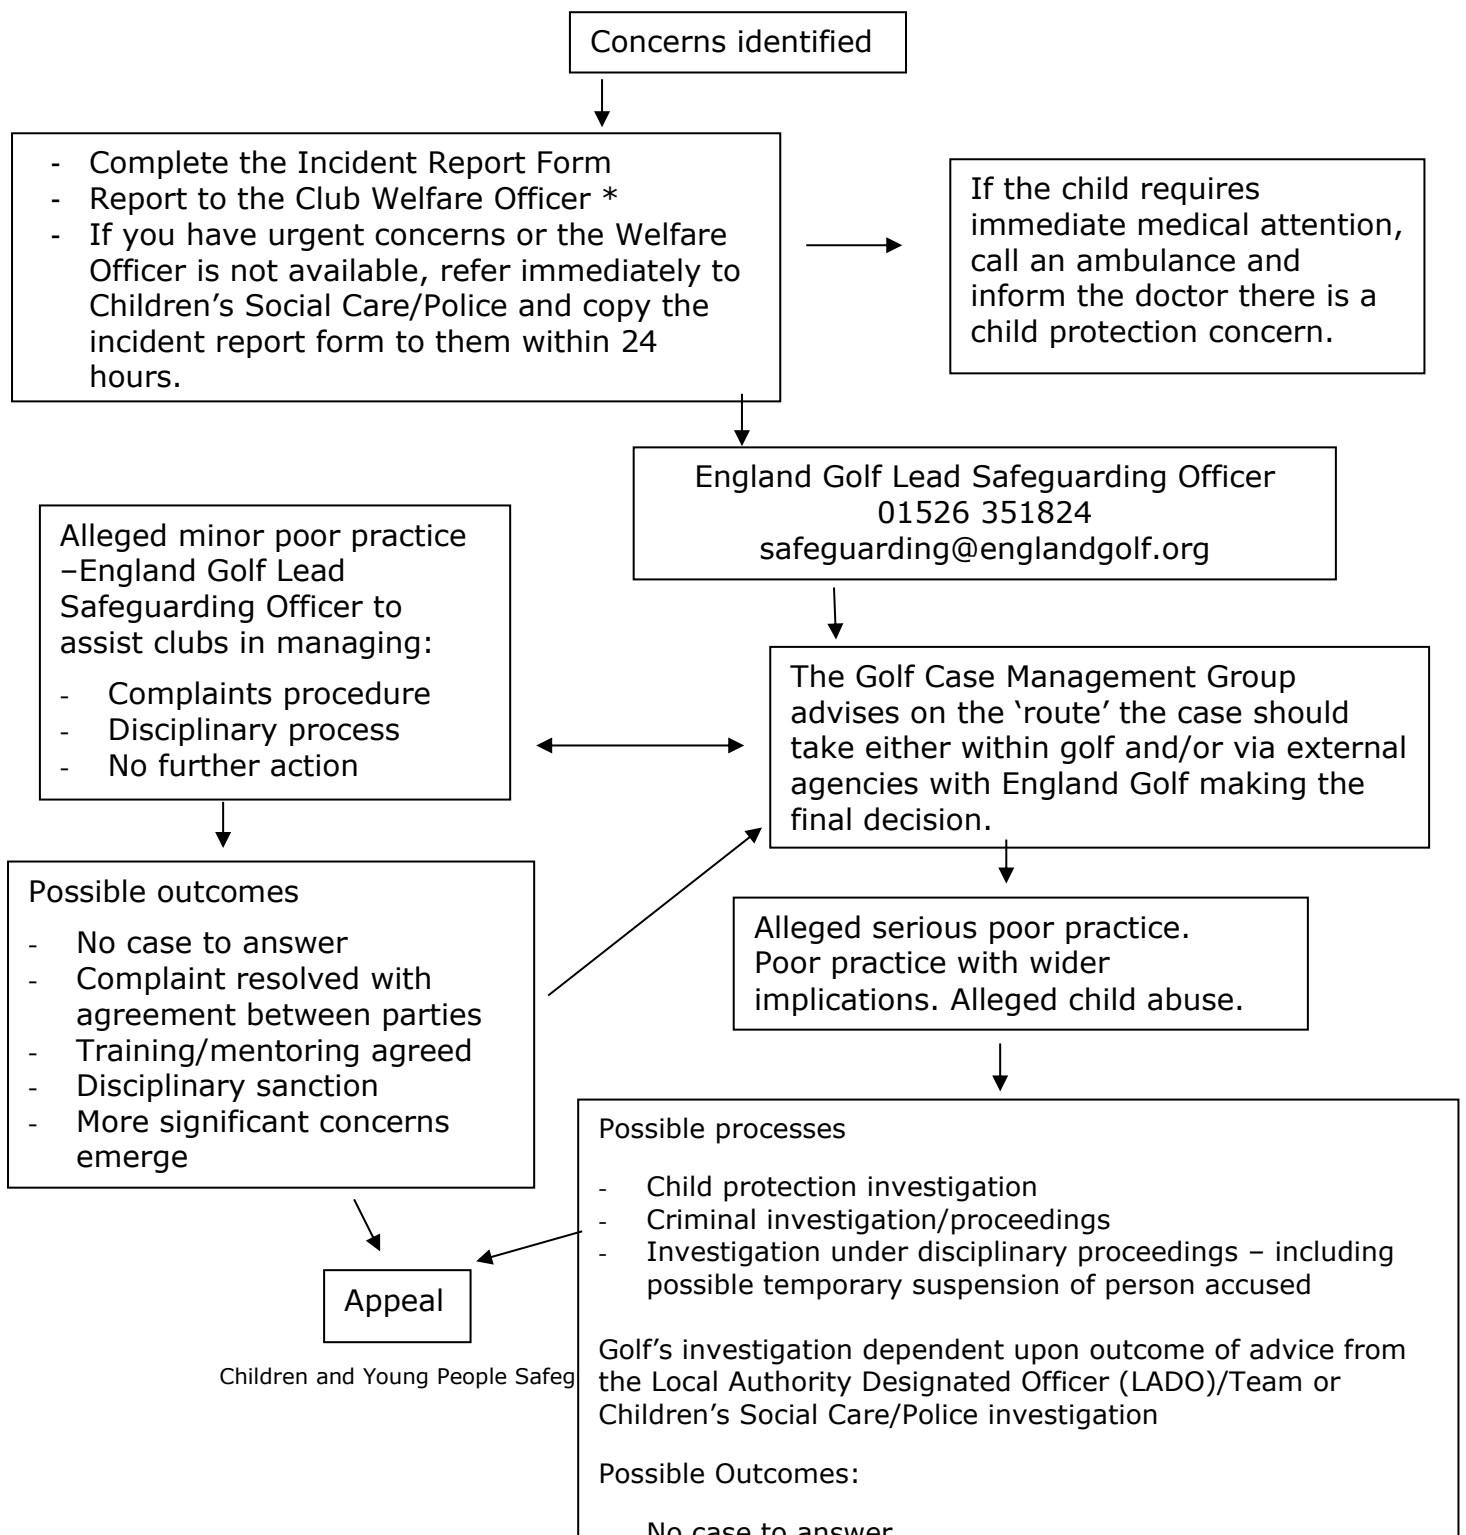 Concerns identified
- Complete the Incident Report Form
- Report to the Club Welfare Officer *
- If you have urgent concerns or the Welfare
Officer is not available, refer immediately to
Children’s Social Care/Police and copy the
incident report form to them within 24
hours.
If the child requires
immediate medical attention,
call an ambulance and
inform the doctor there is a
child protection concern.
England Golf Lead Safeguarding Officer
01526 351824
safeguarding@englandgolf.org
Alleged minor poor practice
–England Golf Lead
Safeguarding Officer to
assist clubs in managing:
- Complaints procedure
- Disciplinary process
- No further action
The Golf Case Management Group
advises on the ‘route’ the case should
take either within golf and/or via external
agencies with England Golf making the
final decision.
Possible outcomes
- No case to answer
- Complaint resolved with
agreement between parties
- Training/mentoring agreed
- Disciplinary sanction
- More significant concerns
emerge
Alleged serious poor practice.
Poor practice with wider
implications. Alleged child abuse.
Possible processes
- Child protection investigation
- Criminal investigation/proceedings
- Investigation under disciplinary proceedings – including
possible temporary suspension of person accused
Golf’s investigation dependent upon outcome of advice from
the Local Authority Designated Officer (LADO)/Team or
Children’s Social Care/Police investigation
Possible Outcomes:
No case to answer
Appeal
Children and Young People Safeg